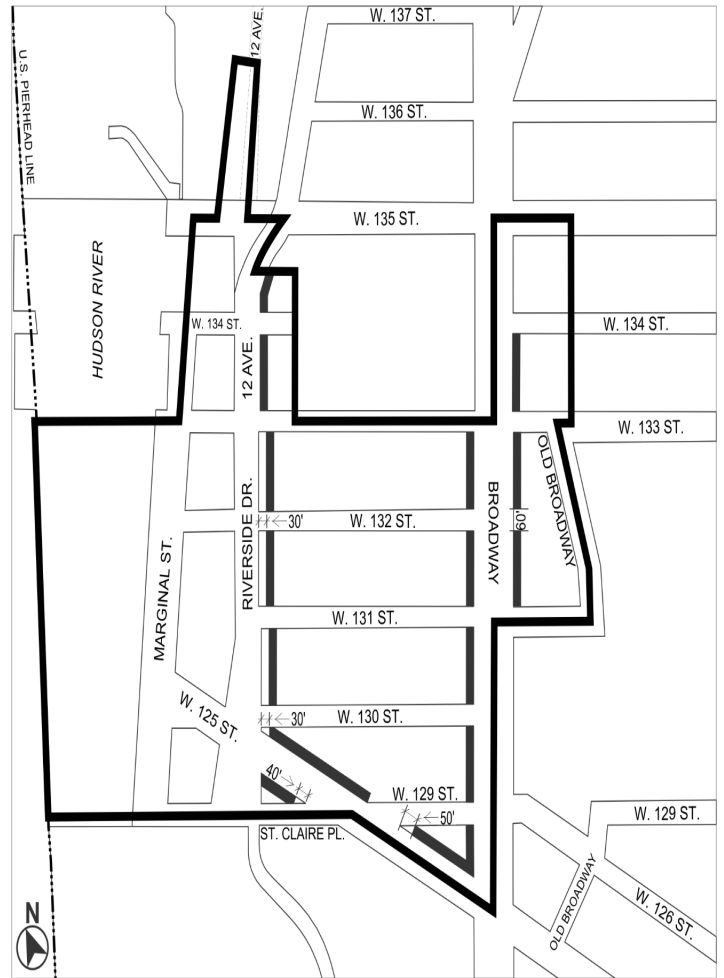 W. 137 ST.
12 AVE.
U.S. PIERHEAD LINE
W. 136 ST.
W. 135 ST.
HUDSON RIVER
W. 134 ST.
W. 134 ST.
12 AVE.
W. 133 ST.
OLD BROADWAY
BROADWAY
RIVERSIDE DR.
30'
W. 132 ST.
60'
MARGINAL ST.
W. 131 ST.
W. 125 ST.
30'
W. 130 ST.
40'
W. 129 ST.
50'
W. 129 ST.
ST. CLAIRE PL.
OLD BROADWAY
W. 126 ST.
N